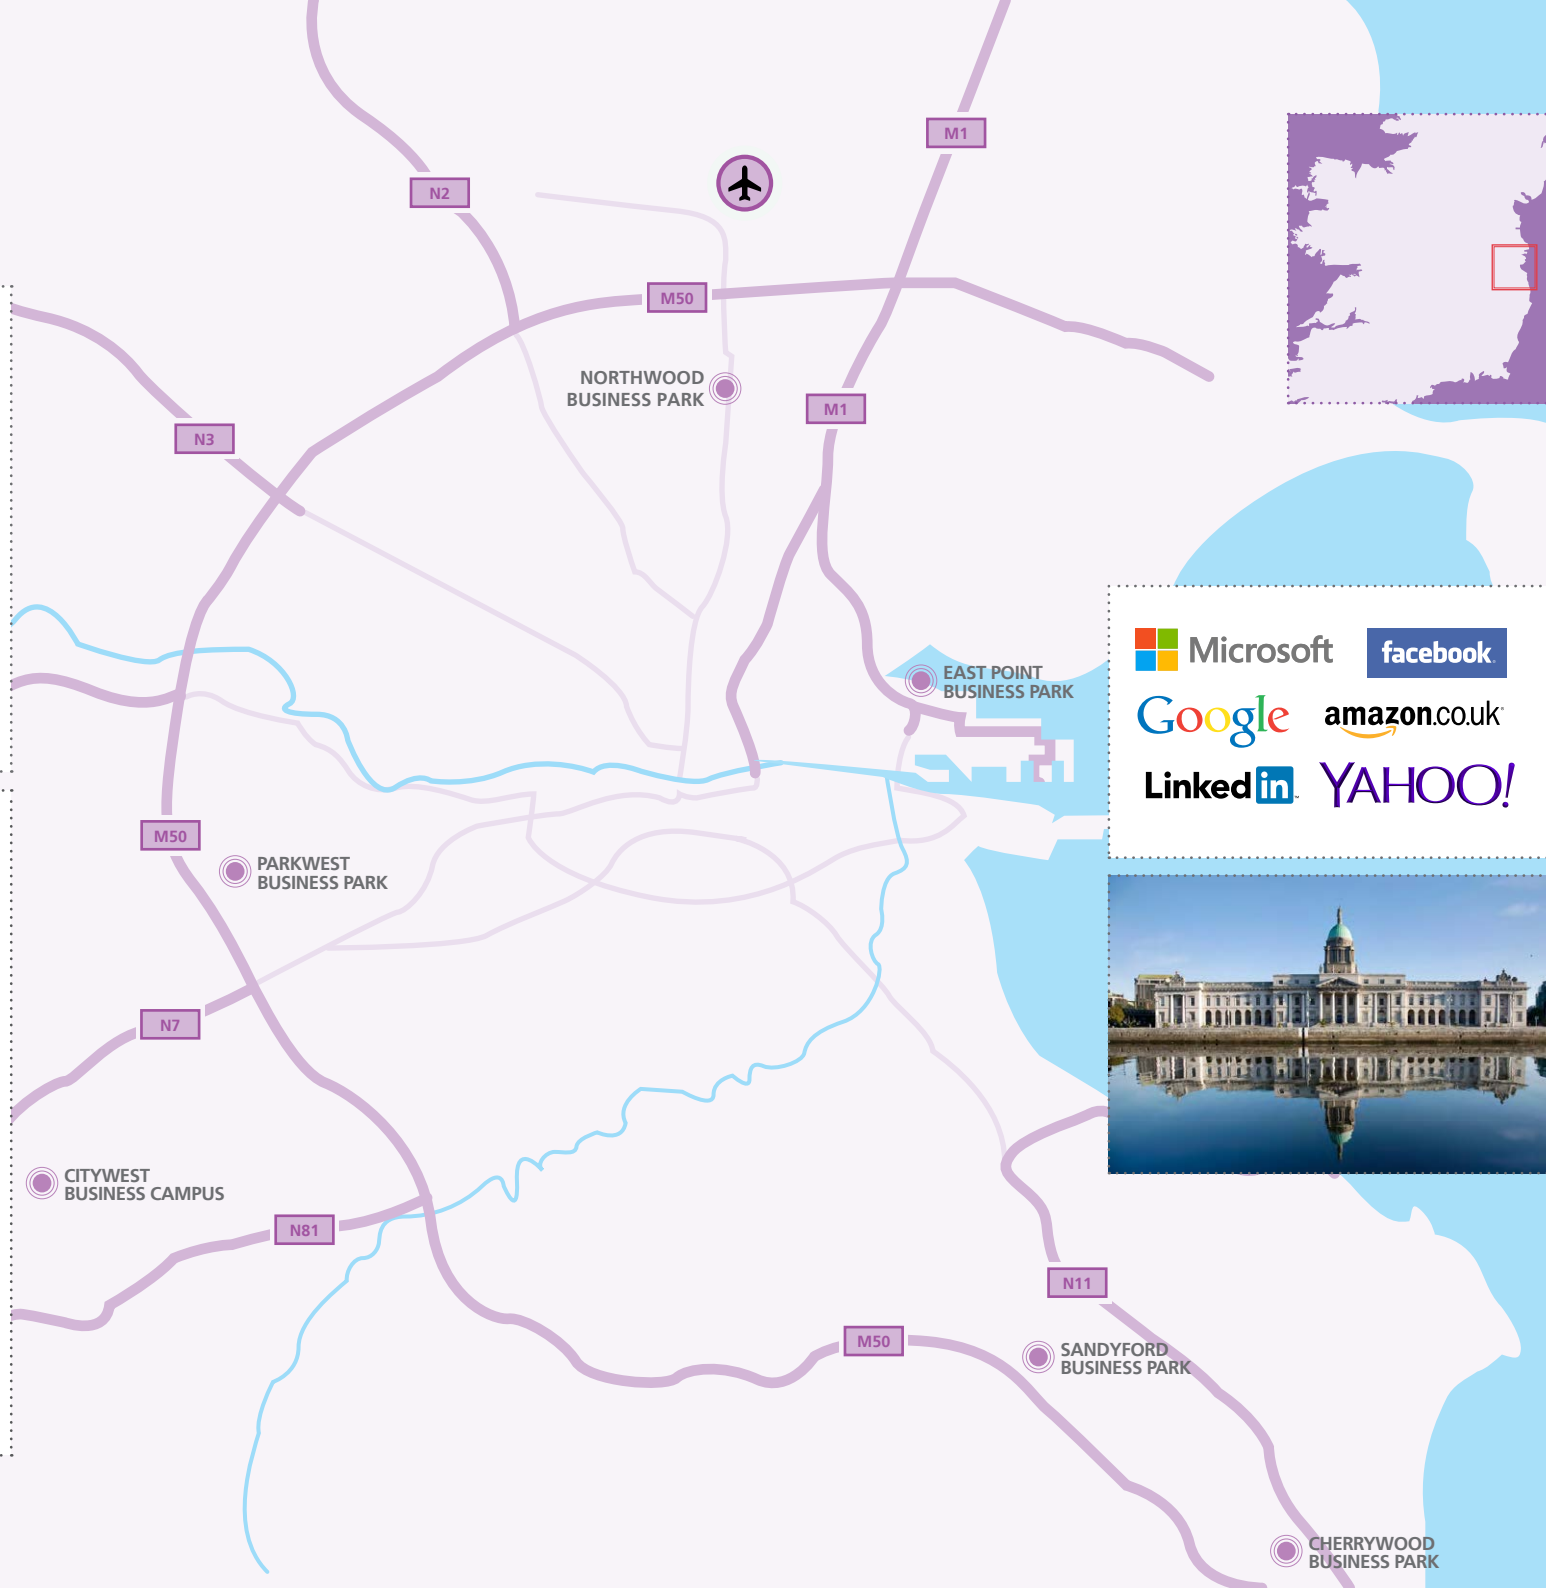 M1
N2
M50
NORTHWOOD
BUSINESS PARK
M1
N3
Microsoft
facebook
EAST POINT
BUSINESS PARK
Google
amazon.co.uk
Linked in
YAHOO!
M50
PARKWEST
BUSINESS PARK
N7
CITYWEST
BUSINESS CAMPUS
N81
N11
M50
SANDYFORD
BUSINESS PARK
CHERRYWOOD
BUSINESS PARK